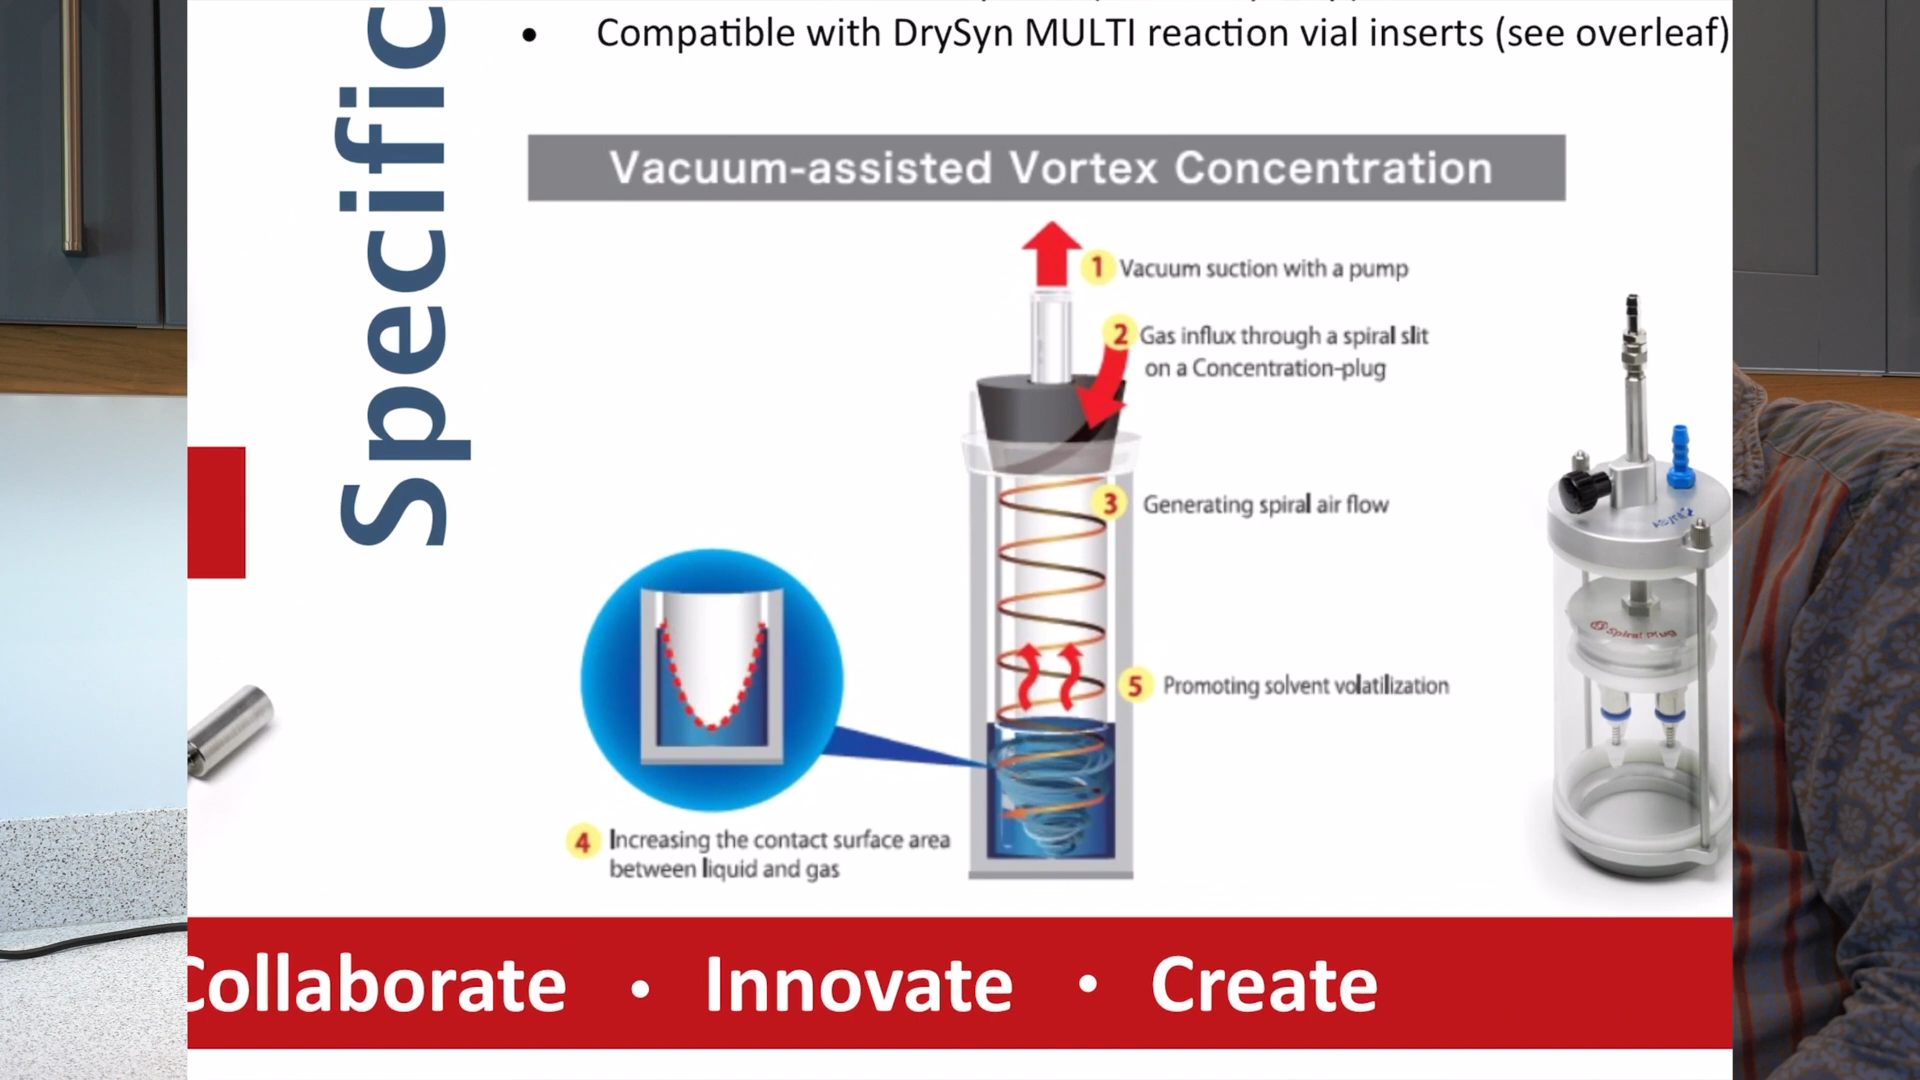 • Compatible with DrySyn MULTI reaction vial inserts (see overleaf)
Specific
Vacuum-assisted Vortex Concentration
1 Vacuum suction with a pump
2 Gas influx through a spiral slit
on a Concentration-plug
3 Generating spiral air flow
5 Promoting solvent volatilization
4 Increasing the contact surface area
between liquid and gas
Spiral plug
Collaborate • Innovate • Create